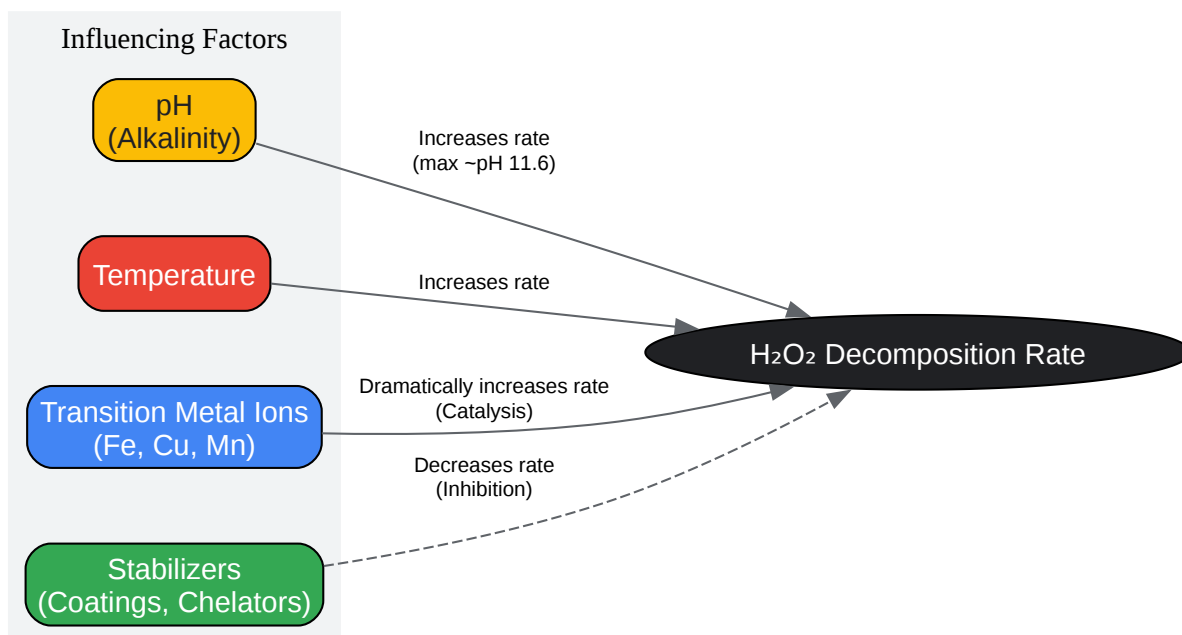 Influencing Factors
pH
(Alkalinity)
Increases rate
(max ~pH 11.6)
Temperature
Increases rate
H₂O₂ Decomposition Rate
Transition Metal Ions
(Fe, Cu, Mn)
Dramatically increases rate
(Catalysis)
Decreases rate
(Inhibition)
Stabilizers
(Coatings, Chelators)